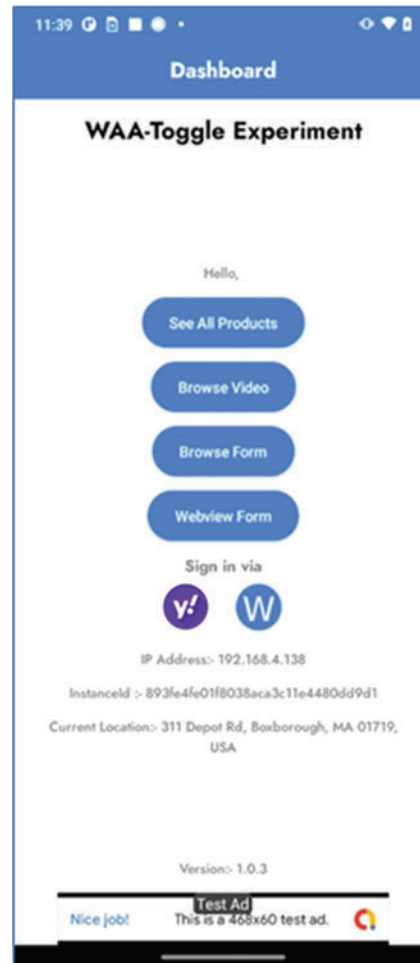 11:39
Dashboard
WAA-Toggle Experiment
Hello,
See All Products
Browse Video
Browse Form
Webview Form
Sign in via
y! W
IP Address:- 192.168.4.138
InstanceId :- 893fe4fe01f8038aca3c11e4480dd9d1
Current Location:- 311 Depot Rd, Boxborough, MA 01719,
USA
Version:- 1.0.3
Test Ad
Nice job! This is a 468x60 test ad.